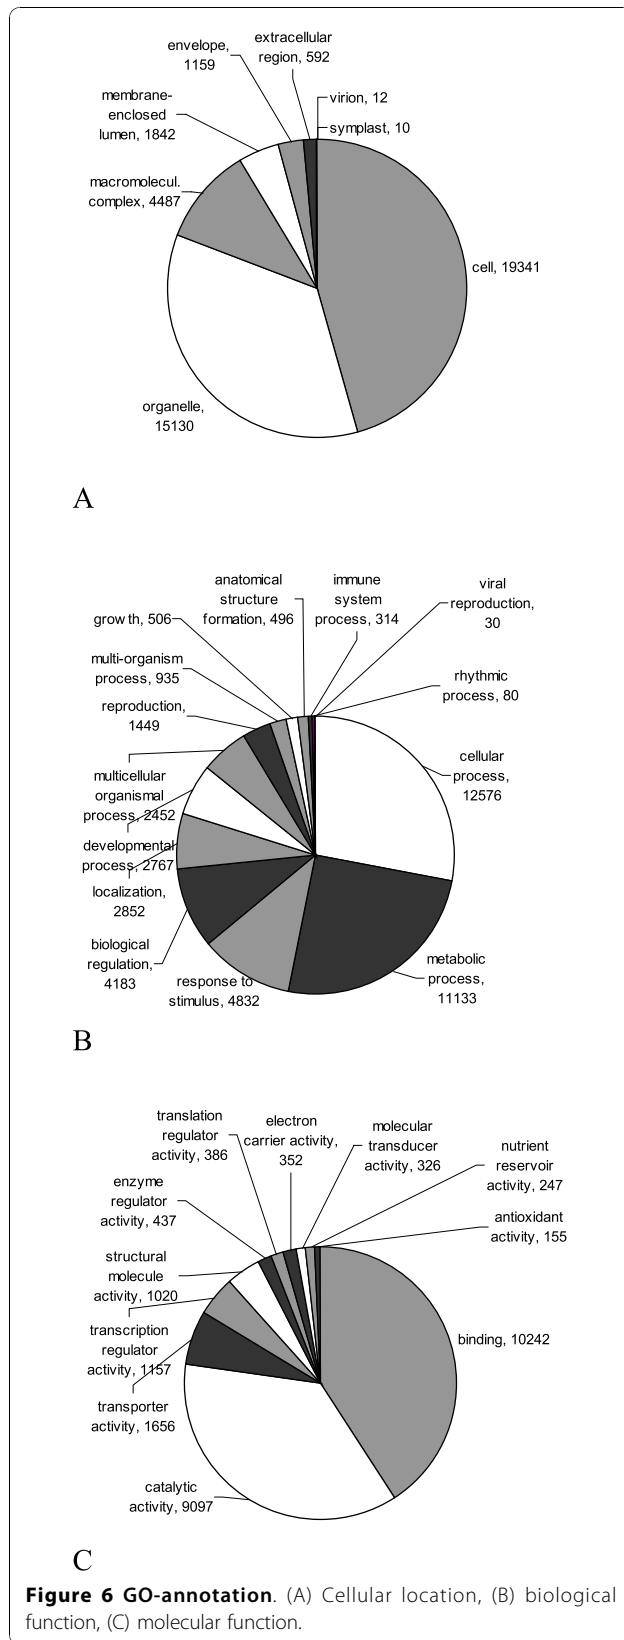 extracellular
region, 592
envelope,
1159
virion, 12
membrane-
enclosed
lumen, 1842
symplast, 10
macromolecul.
complex, 4487
cell, 19341
organelle,
15130
A
anatomical
structure
formation, 496
immune
system
process, 314
viral
reproduction,
30
growth, 506
multi-organism
process, 935
rhythmic
process, 80
reproduction,
1449
cellular
process,
12576
multicellular
organismal
process, 2452
developmental
process, 2767
localization,
2852
biological
regulation,
4183
metabolic
process,
11133
response to
stimulus, 4832
B
translation
regulator
activity, 386
electron
carrier activity,
352
molecular
transducer
activity, 326
nutrient
reservoir
activity, 247
enzyme
regulator
activity, 437
antioxidant
activity, 155
structural
molecule
activity, 1020
transcription
regulator
activity, 1157
binding, 10242
transporter
activity, 1656
catalytic
activity, 9097
C
Figure 6 GO-annotation. (A) Cellular location, (B) biological
function, (C) molecular function.